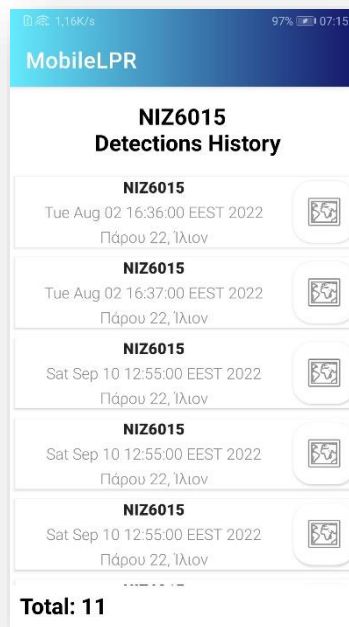 1,16K/s 97% 07:15
MobileLPR
NIZ6015
Detections History
NIZ6015
Tue Aug 02 16:36:00 EEST 2022
Πάρου 22, Ίλιον
NIZ6015
Tue Aug 02 16:37:00 EEST 2022
Πάρου 22, Ίλιον
NIZ6015
Sat Sep 10 12:55:00 EEST 2022
Πάρου 22, Ίλιον
NIZ6015
Sat Sep 10 12:55:00 EEST 2022
Πάρου 22, Ίλιον
NIZ6015
Sat Sep 10 12:55:00 EEST 2022
Πάρου 22, Ίλιον
Total: 11